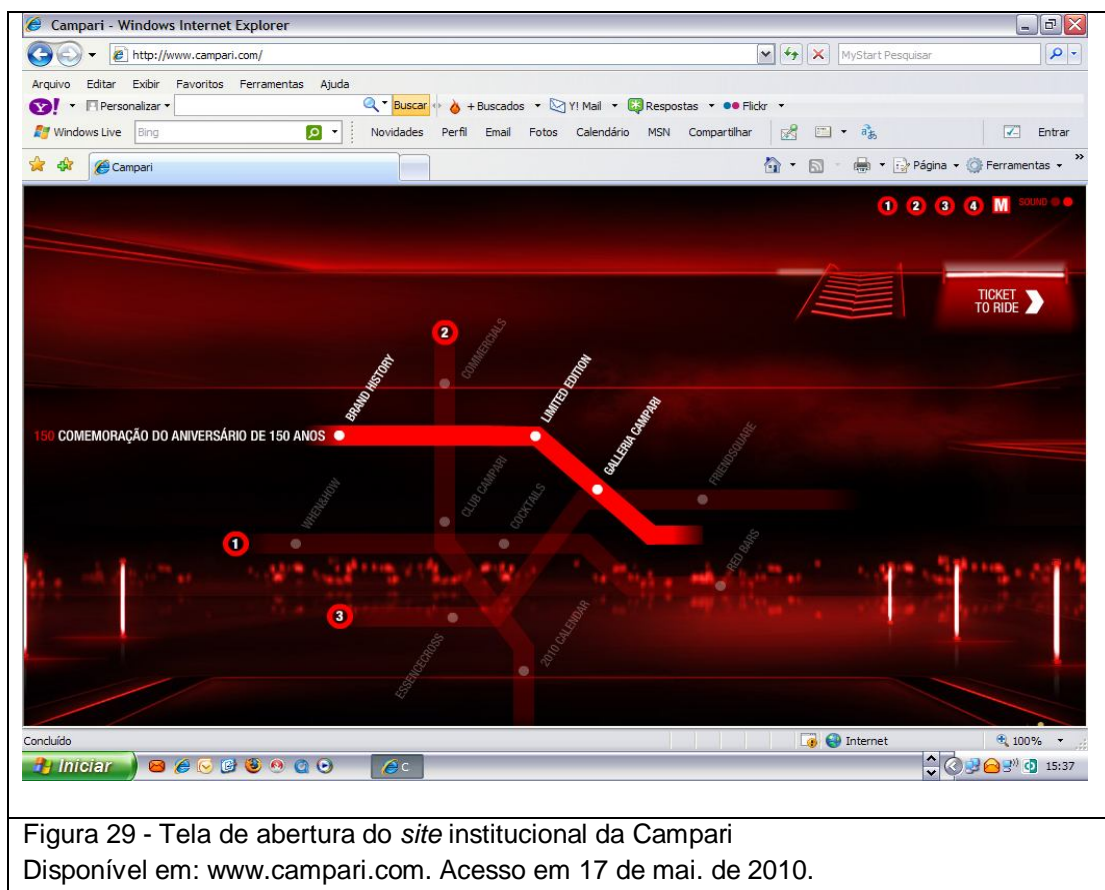 Campari - Windows Internet Explorer
http://www.campari.com/
MyStart Pesquisar
Arquivo Editar Exibir Favoritos Ferramentas Ajuda
Y! Personalizar Buscar + Buscados Y! Mail Respostas Flickr
Windows Live Bing Novidades Perfil Email Fotos Calendário MSN Compartilhar Entrar
Campari Página Ferramentas »
1 2 3 4 M SOUND
TICKET
TO RIDE
2
COMMERCIALS
BRAND HISTORY
LIMITED EDITION
GALLERIA CAMPARI
150 COMEMORAÇÃO DO ANIVERSÁRIO DE 150 ANOS
FRIENDSQUARE
WHEN&HOW
CLUB CAMPARI
COCKTAILS
1
RED BARS
3
ESSENCECROSS
2010 CALENDAR
Concluído Internet 100%
Iniciar C 15:37
Figura 29 - Tela de abertura do site institucional da Campari
Disponível em: www.campari.com. Acesso em 17 de mai. de 2010.